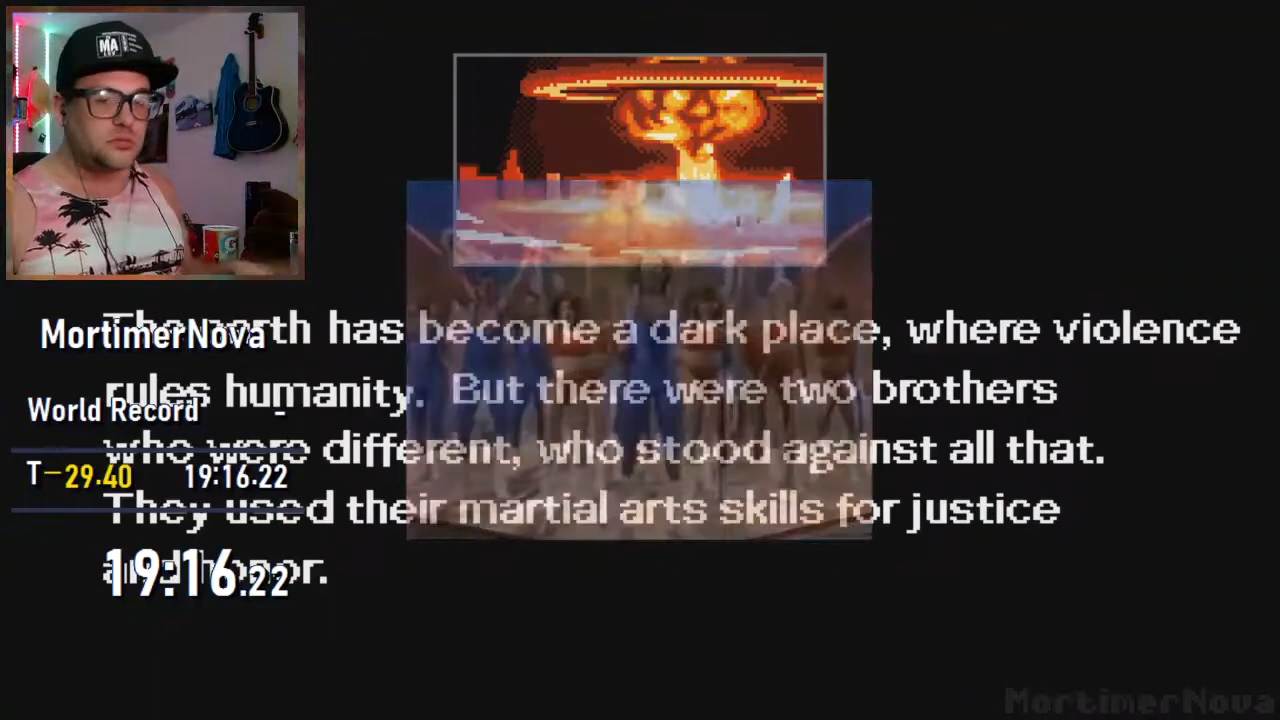 MA
G
The earth has become a dark place, where violence
rules humanity. But there were two brothers
who were different, who stood against all that.
They used their martial arts skills for justice
and honor.
MortimerNova
World Record -
T-29.40 19:16.22
19:16.22
MortimerNova